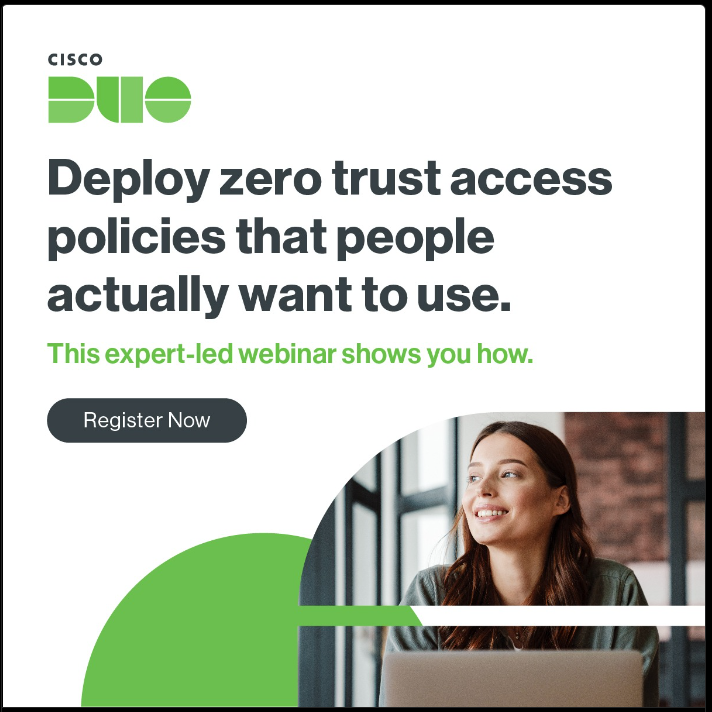 CISCO
DUO
Deploy zero trust access
policies that people
actually want to use.
This expert-led webinar shows you how.
Register Now